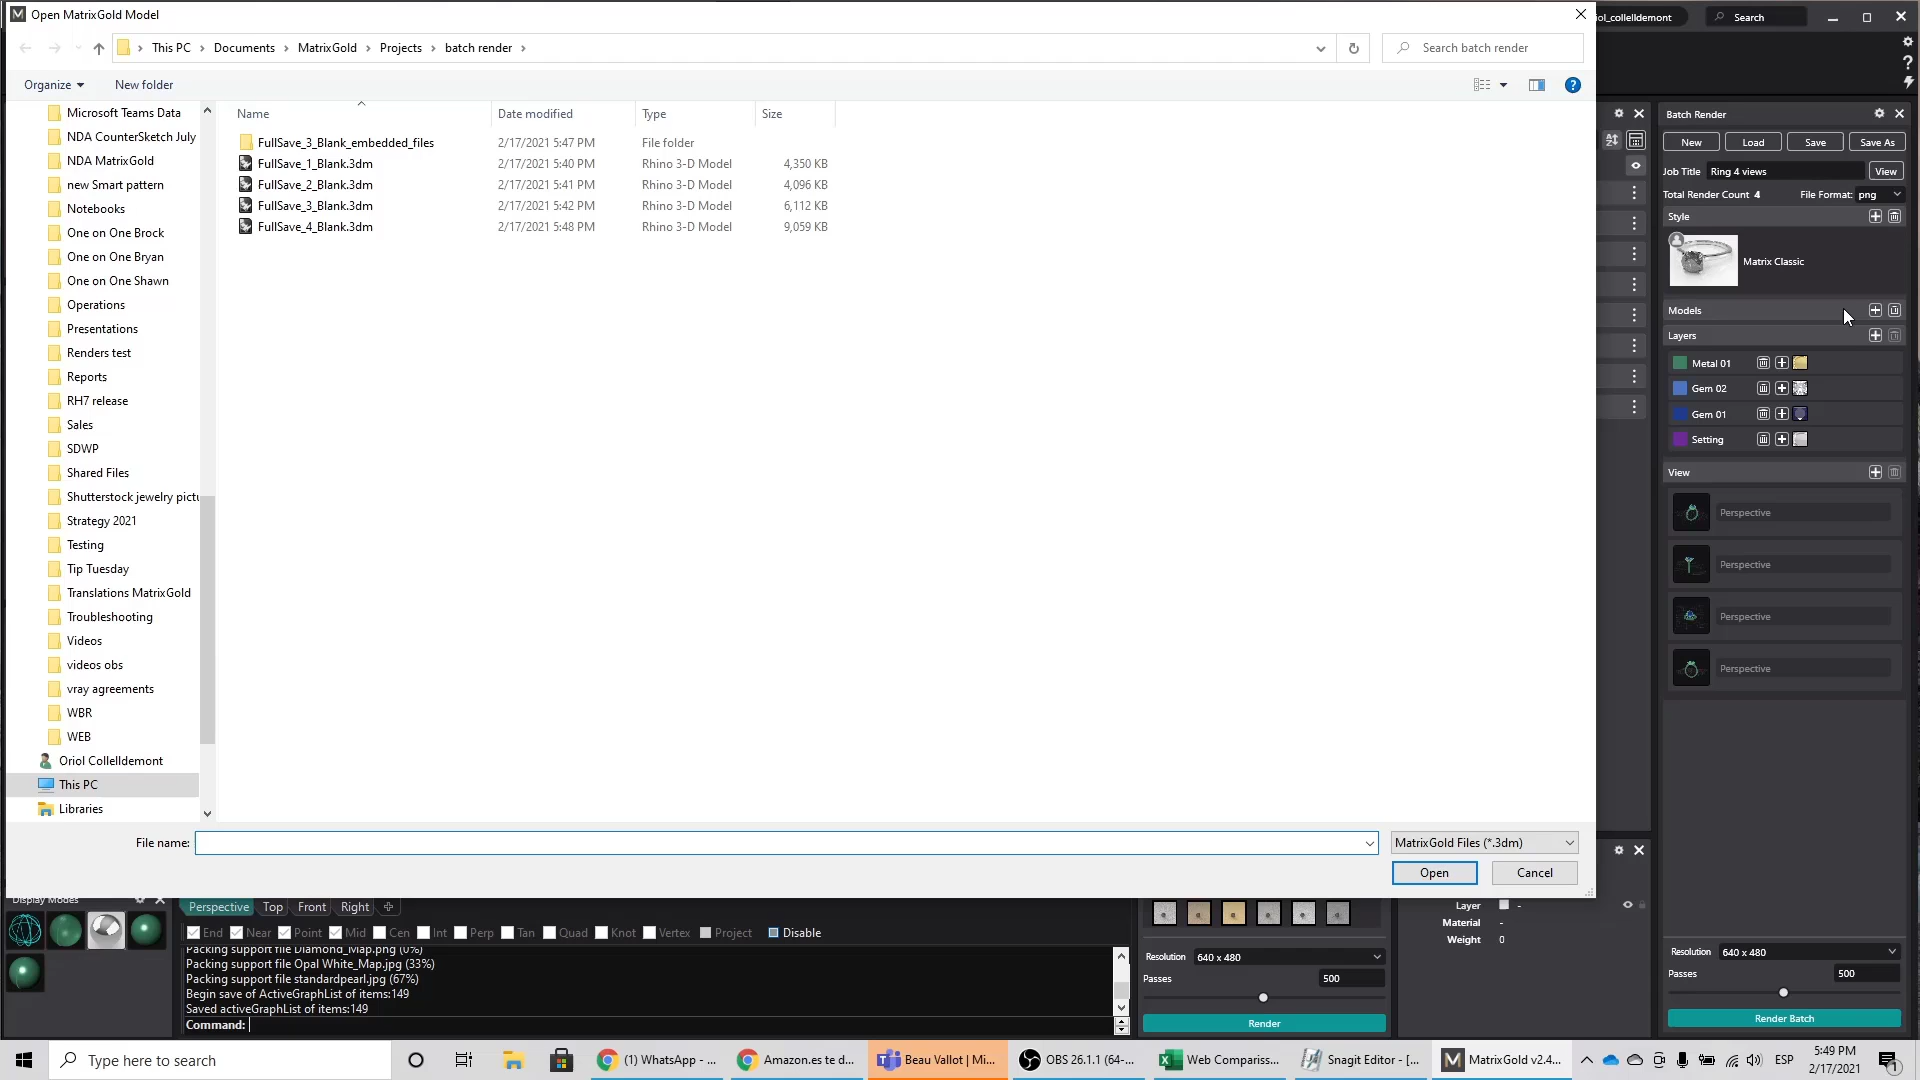 Open MatrixGold Model
iol_collelldemont
Search
This PC
Documents
MatrixGold
Projects
batch render
Search batch render
Organize
New folder
?
?
Microsoft Teams Data
NDA CounterSketch July
NDA MatrixGold
new Smart pattern
Notebooks
One on One Brock
One on One Bryan
One on One Shawn
Operations
Presentations
Renders test
Reports
RH7 release
Sales
SDWP
Shared Files
Shutterstock jewelry pictu
Strategy 2021
Testing
Tip Tuesday
Translations MatrixGold
Troubleshooting
Videos
videos obs
vray agreements
WBR
WEB
Oriol Collelldemont
This PC
Libraries
Name Date modified Type Size
FullSave_3_Blank_embedded_files 2/17/2021 5:47 PM File folder
FullSave_1_Blank.3dm 2/17/2021 5:40 PM Rhino 3-D Model 4,350 KB
FullSave_2_Blank.3dm 2/17/2021 5:41 PM Rhino 3-D Model 4,096 KB
FullSave_3_Blank.3dm 2/17/2021 5:42 PM Rhino 3-D Model 6,112 KB
FullSave_4_Blank.3dm 2/17/2021 5:48 PM Rhino 3-D Model 9,059 KB
File name:
MatrixGold Files (*.3dm)
Open
Cancel
Batch Render
New Load Save Save As
Job Title Ring 4 views View
Total Render Count 4 File Format: png
Style
Matrix Classic
Models
Layers
Metal 01
Gem 02
Gem 01
Setting
View
Perspective
Perspective
Perspective
Perspective
Resolution 640 x 480
Passes 500
Render Batch
Display Modes
Perspective Top Front Right
End Near Point Mid Cen Int Perp Tan Quad Knot Vertex Project Disable
Packing support file Diamond_Map.png (0%)
Packing support file Opal White_Map.jpg (33%)
Packing support file standardpearl.jpg (67%)
Begin save of ActiveGraphList of items:149
Saved activeGraphList of items:149
Command:
Resolution 640 x 480
Passes 500
Render
Layer -
Material -
Weight 0
Type here to search
(1) WhatsApp - ...
Amazon.es te d...
Beau Vallot | Mi...
OBS 26.1.1 (64-...
Web Compariss...
Snagit Editor - [...
MatrixGold v2.4...
ESP
5:49 PM
2/17/2021
1